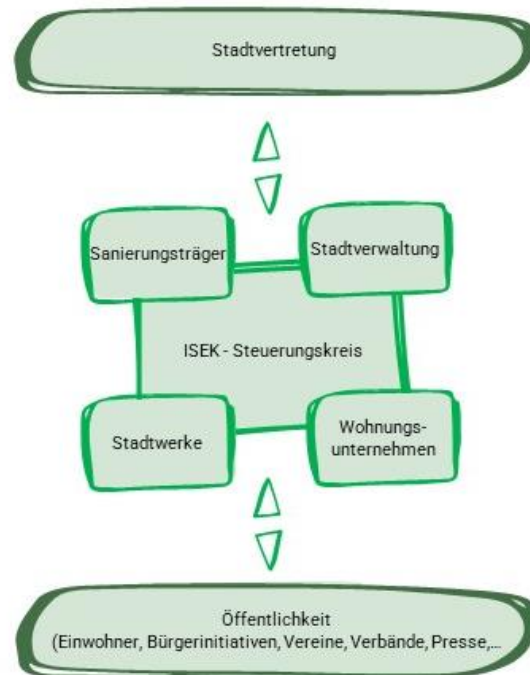 Stadtvertretung
Sanierungsträger
Stadtverwaltung
ISEK - Steuerungskreis
Stadtwerke
Wohnungs-
unternehmen
Öffentlichkeit
(Einwohner, Bürgerinitiativen, Vereine, Verbände, Presse,...